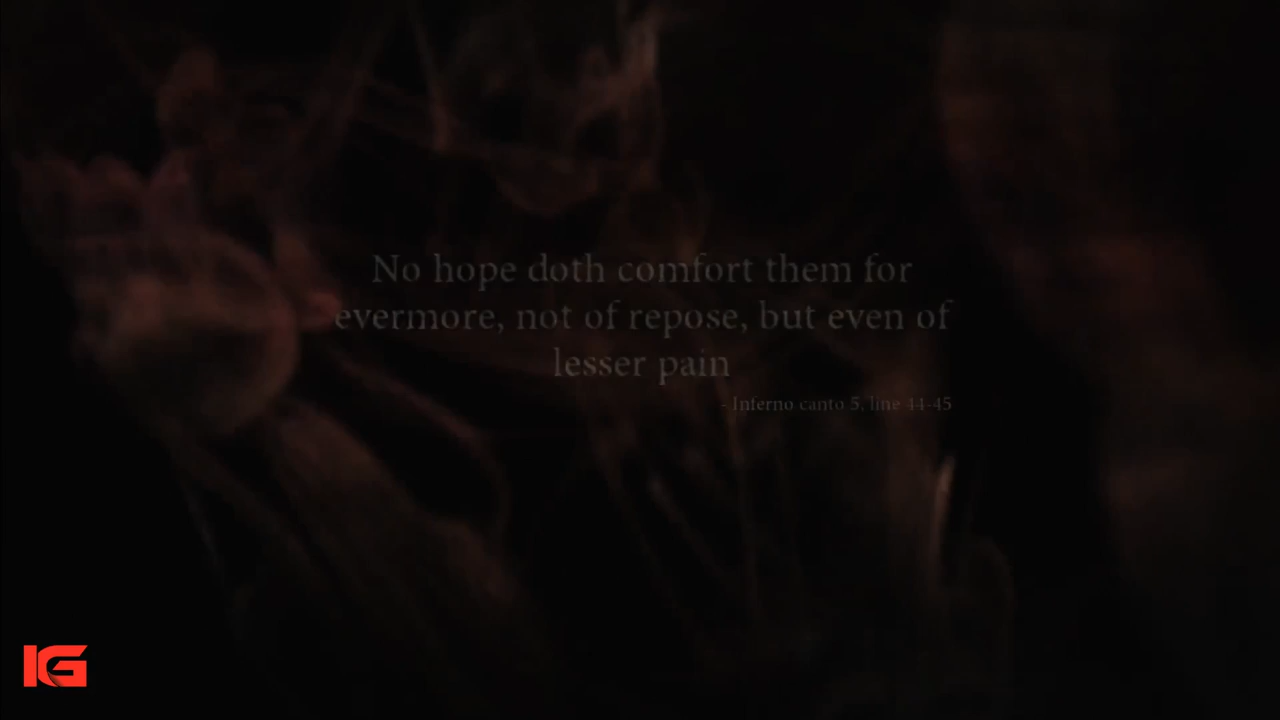 No hope doth comfort them for
evermore, not of repose, but even of
lesser pain
- Inferno canto 5, line 44-45
IG